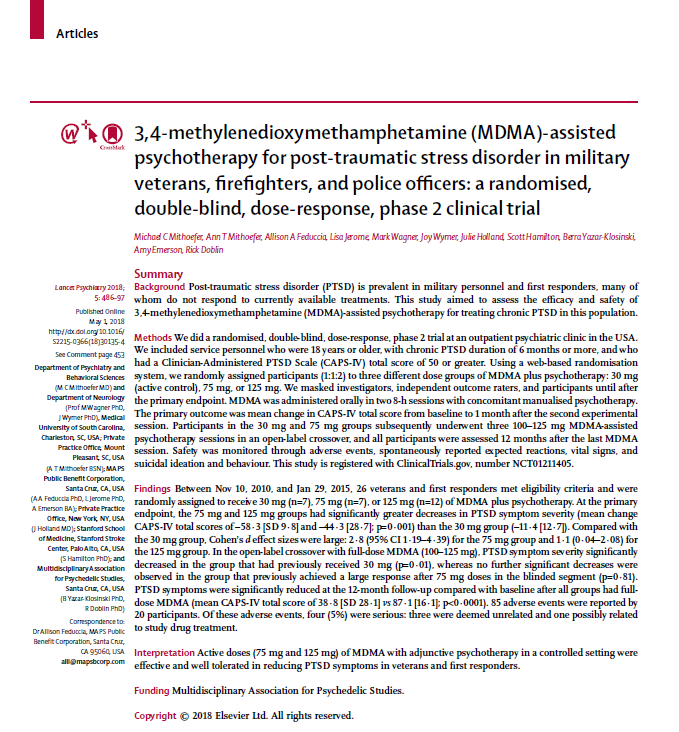 Articles
3,4-methylenedioxymethamphetamine (MDMA)-assisted
psychotherapy for post-traumatic stress disorder in military
veterans, firefighters, and police officers: a randomised,
double-blind, dose-response, phase 2 clinical trial
CrossMark
Michael C Mithoefer, Ann T Mithoefer, Allison A Feduccia, Lisa Jerome, Mark Wagner, Joy Wymer, Julie Holland, Scott Hamilton, Berra Yazar-Klosinski,
Amy Emerson, Rick Doblin
Summary
Background Post-traumatic stress disorder (PTSD) is prevalent in military personnel and first responders, many of
whom do not respond to currently available treatments. This study aimed to assess the efficacy and safety of
3,4-methylenedioxymethamphetamine (MDMA)-assisted psychotherapy for treating chronic PTSD in this population.
Methods We did a randomised, double-blind, dose-response, phase 2 trial at an outpatient psychiatric clinic in the USA.
We included service personnel who were 18 years or older, with chronic PTSD duration of 6 months or more, and who
had a Clinician-Administered PTSD Scale (CAPS-IV) total score of 50 or greater. Using a web-based randomisation
system, we randomly assigned participants (1:1:2) to three different dose groups of MDMA plus psychotherapy: 30 mg
(active control), 75 mg, or 125 mg. We masked investigators, independent outcome raters, and participants until after
the primary endpoint. MDMA was administered orally in two 8-h sessions with concomitant manualised psychotherapy.
The primary outcome was mean change in CAPS-IV total score from baseline to 1 month after the second experimental
session. Participants in the 30 mg and 75 mg groups subsequently underwent three 100–125 mg MDMA-assisted
psychotherapy sessions in an open-label crossover, and all participants were assessed 12 months after the last MDMA
session. Safety was monitored through adverse events, spontaneously reported expected reactions, vital signs, and
suicidal ideation and behaviour. This study is registered with ClinicalTrials.gov, number NCT01211405.
Findings Between Nov 10, 2010, and Jan 29, 2015, 26 veterans and first responders met eligibility criteria and were
randomly assigned to receive 30 mg (n=7), 75 mg (n=7), or 125 mg (n=12) of MDMA plus psychotherapy. At the primary
endpoint, the 75 mg and 125 mg groups had significantly greater decreases in PTSD symptom severity (mean change
CAPS-IV total scores of –58·3 [SD 9·8] and –44·3 [28·7]; p=0·001) than the 30 mg group (–11·4 [12·7]). Compared with
the 30 mg group, Cohen's d effect sizes were large: 2·8 (95% CI 1·19–4·39) for the 75 mg group and 1·1 (0·04–2·08) for
the 125 mg group. In the open-label crossover with full-dose MDMA (100–125 mg), PTSD symptom severity significantly
decreased in the group that had previously received 30 mg (p=0·01), whereas no further significant decreases were
observed in the group that previously achieved a large response after 75 mg doses in the blinded segment (p=0·81).
PTSD symptoms were significantly reduced at the 12-month follow-up compared with baseline after all groups had full-
dose MDMA (mean CAPS-IV total score of 38·8 [SD 28·1] vs 87·1 [16·1]; p<0·0001). 85 adverse events were reported by
20 participants. Of these adverse events, four (5%) were serious: three were deemed unrelated and one possibly related
to study drug treatment.
Interpretation Active doses (75 mg and 125 mg) of MDMA with adjunctive psychotherapy in a controlled setting were
effective and well tolerated in reducing PTSD symptoms in veterans and first responders.
Funding Multidisciplinary Association for Psychedelic Studies.
Copyright © 2018 Elsevier Ltd. All rights reserved.
Lancet Psychiatry 2018;
5: 486–97
Published Online
May 1, 2018
http://dx.doi.org/10.1016/
S2215-0366(18)30135-4
See Comment page 453
Department of Psychiatry and
Behavioral Sciences
(M C Mithoefer MD) and
Department of Neurology
(Prof M Wagner PhD,
J Wymer PhD), Medical
University of South Carolina,
Charleston, SC, USA; Private
Practice Office, Mount
Pleasant, SC, USA
(A T Mithoefer BSN); MAPS
Public Benefit Corporation,
Santa Cruz, CA, USA
(A A Feduccia PhD, L Jerome PhD,
A Emerson BA); Private Practice
Office, New York, NY, USA
(J Holland MD); Stanford School
of Medicine, Stanford Stroke
Center, Palo Alto, CA, USA
(S Hamilton PhD); and
Multidisciplinary Association
for Psychedelic Studies,
Santa Cruz, CA, USA
(B Yazar-Klosinski PhD,
R Doblin PhD)
Correspondence to:
Dr Allison Feduccia, MAPS Public
Benefit Corporation, Santa Cruz,
CA 95060, USA
alli@mapsbcorp.com